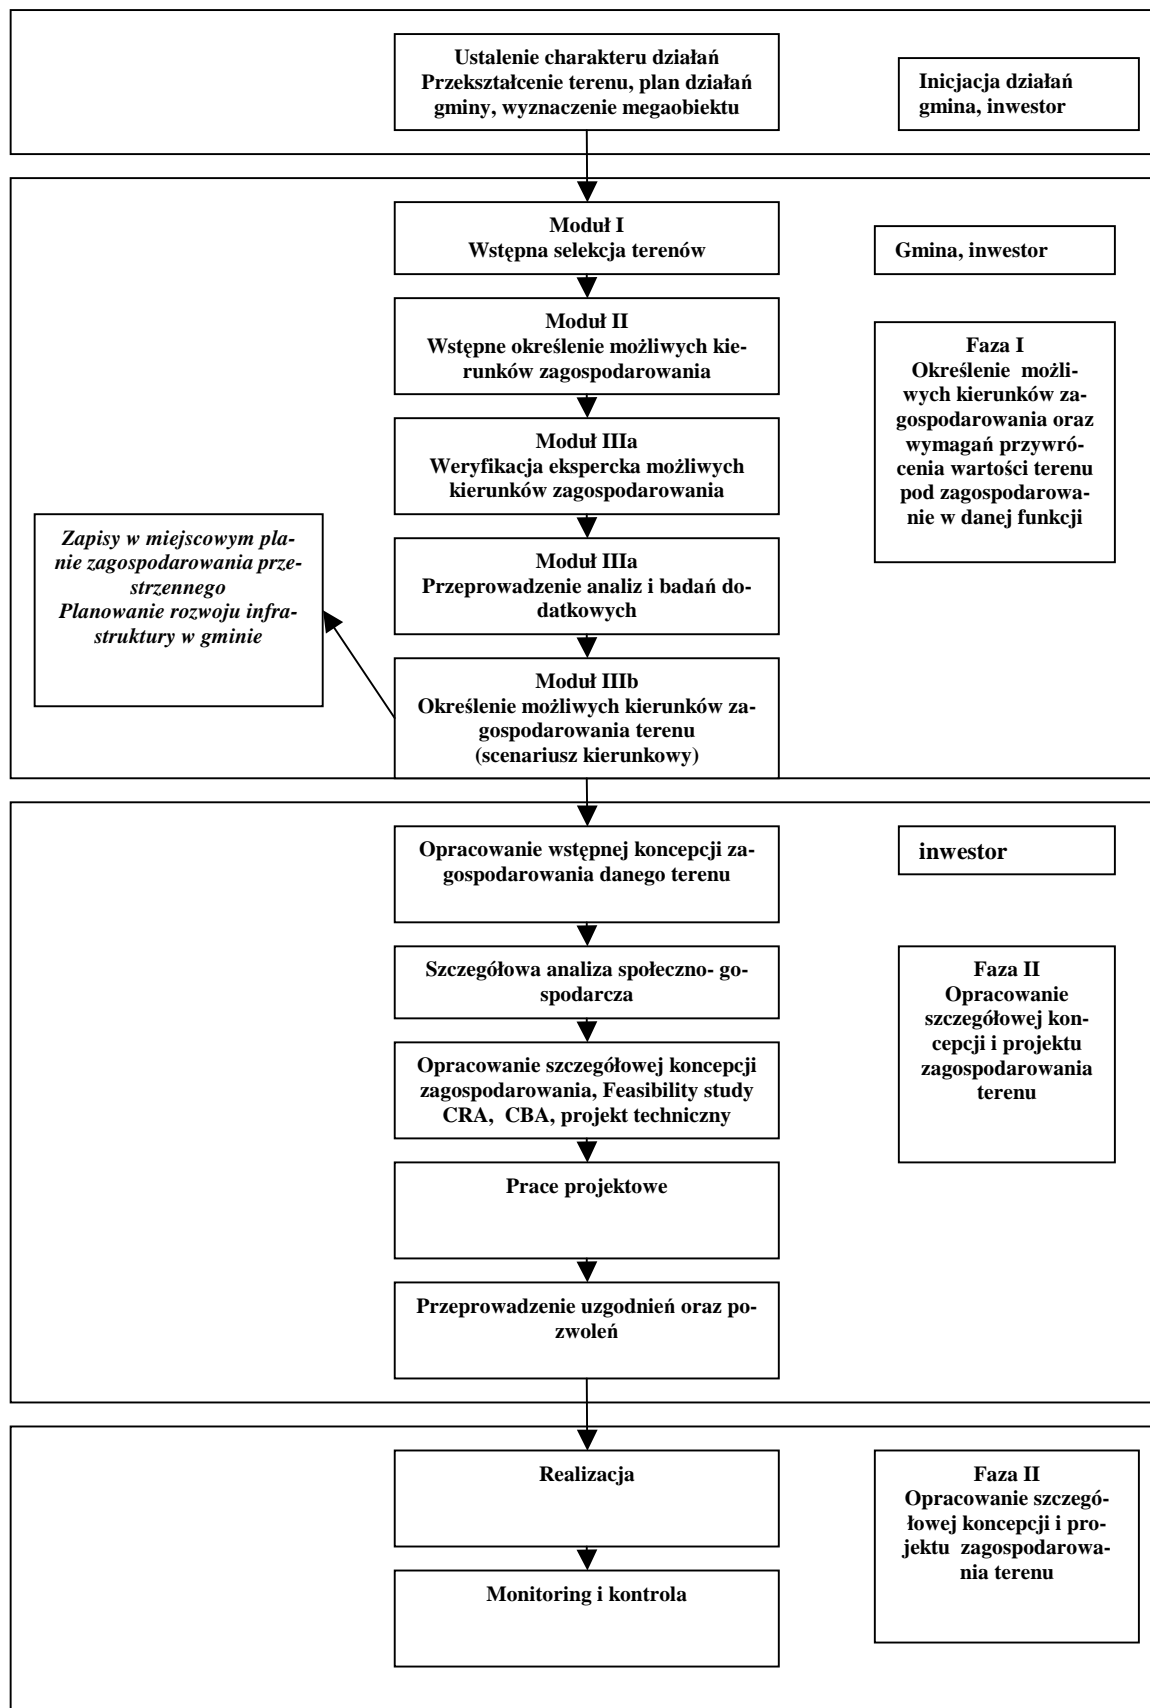 Ustalenie charakteru działań
Przekształcenie terenu, plan działań
gminy, wyznaczenie megaobiektu
Inicjacja działań
gmina, inwestor
Moduł I
Wstępna selekcja terenów
Gmina, inwestor
Moduł II
Wstępne określenie możliwych kie-
runków zagospodarowania
Faza I
Określenie możli-
wych kierunków za-
gospodarowania oraz
wymagań przywró-
cenia wartości terenu
pod zagospodarowa-
nie w danej funkcji
Moduł IIIa
Weryfikacja ekspercka możliwych
kierunków zagospodarowania
Zapisy w miejscowym pla-
nie zagospodarowania prze-
strzennego
Planowanie rozwoju infra-
struktury w gminie
Moduł IIIa
Przeprowadzenie analiz i badań do-
datkowych
Moduł IIIb
Określenie możliwych kierunków za-
gospodarowania terenu
(scenariusz kierunkowy)
Opracowanie wstępnej koncepcji za-
gospodarowania danego terenu
inwestor
Szczegółowa analiza społeczno- go-
spodarcza
Faza II
Opracowanie
szczegółowej kon-
cepcji i projektu
zagospodarowania
terenu
Opracowanie szczegółowej koncepcji
zagospodarowania, Feasibility study
CRA, CBA, projekt techniczny
Prace projektowe
Przeprowadzenie uzgodnień oraz po-
zwoleń
Realizacja
Faza II
Opracowanie szczegó-
łowej koncepcji i pro-
jektu zagospodarowa-
nia terenu
Monitoring i kontrola